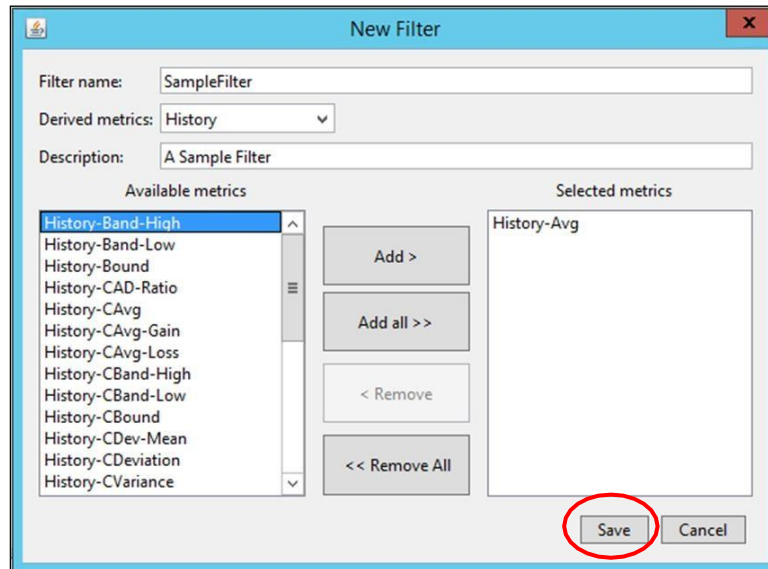 New Filter
x
Filter name: SampleFilter
Derived metrics: History
Description: A Sample Filter
Available metrics
Selected metrics
History-Band-High
History-Band-Low
History-Bound
History-CAD-Ratio
History-CAvg
History-CAvg-Gain
History-CAvg-Loss
History-CBand-High
History-CBand-Low
History-CBound
History-CDev-Mean
History-CDeviation
History-CVariance
Add >
Add all >>
< Remove
<< Remove All
History-Avg
Save
Cancel